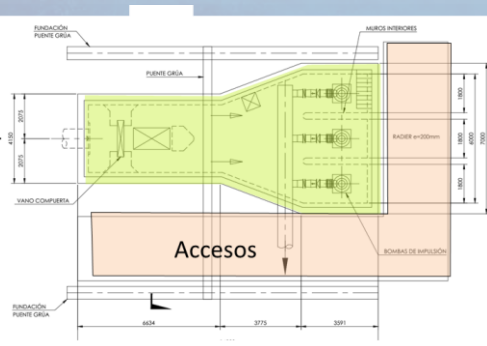 FUNDACIÓN
PUENTE GRÚA
MUROS INTERIORES
PUENTE GRÚA
4150
2075
2075
1800
1800
1800
6000
7000
RADIER e=200mm
VANO COMPUERTA
Accesos
BOMBAS DE IMPULSIÓN
FUNDACIÓN
PUENTE GRÚA
6634
3775
3591